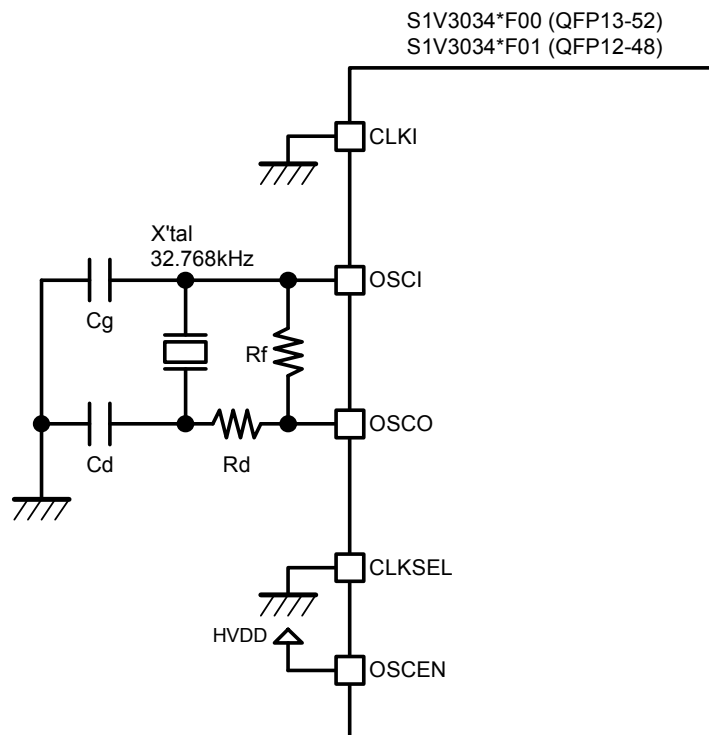 S1V3034*F00 (QFP13-52)
S1V3034*F01 (QFP12-48)
CLKI
X'tal
32.768kHz
OSCI
Cg
Rf
OSCO
Cd
Rd
CLKSEL
HVDD
OSCEN